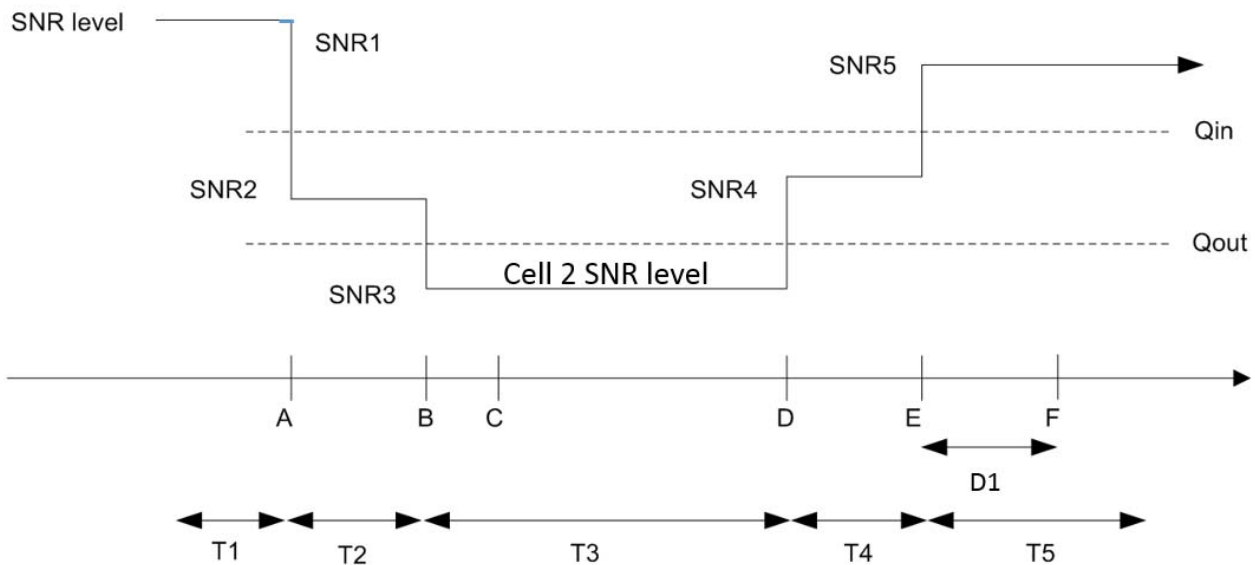 SNR level
SNR1
SNR5
Qin
SNR2
SNR4
Qout
Cell 2 SNR level
SNR3
A B C D E F
D1
T1 T2 T3 T4 T5